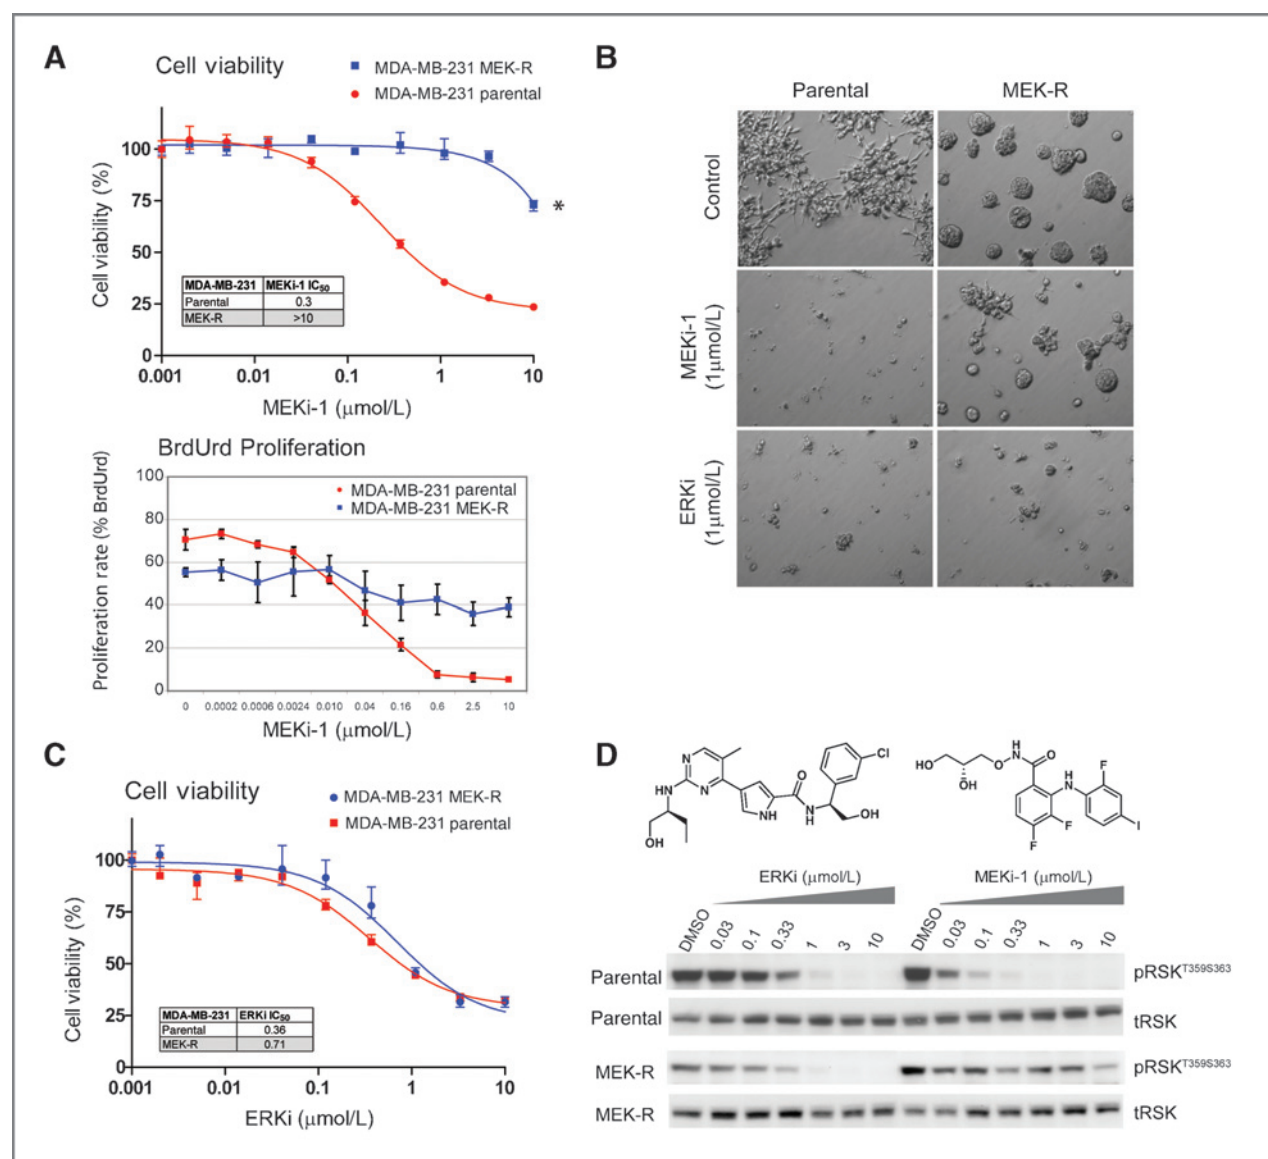 A
Cell viability
MDA-MB-231 MEK-R
MDA-MB-231 parental
Cell viability (%)
100
75
50
25
0
MDA-MB-231 MEKi-1 IC50
Parental 0.3
MEK-R >10
*
0.001 0.01 0.1 1 10
MEKi-1 (μmol/L)
BrdUrd Proliferation
MDA-MB-231 parental
MDA-MB-231 MEK-R
Proliferation rate (% BrdUrd)
100
80
60
40
20
0
0 0.0002 0.0006 0.0024 0.010 0.04 0.16 0.6 2.5 10
MEKi-1 (μmol/L)
B
Parental MEK-R
Control
MEKi-1
(1μmol/L)
ERKi
(1μmol/L)
C
Cell viability
MDA-MB-231 MEK-R
MDA-MB-231 parental
Cell viability (%)
100
75
50
25
0
MDA-MB-231 ERKi IC50
Parental 0.36
MEK-R 0.71
0.001 0.01 0.1 1 10
ERKi (μmol/L)
D
N
N
HN
OH
NH
O
N
H
Cl
OH
HO
OH
O
H
N
O
H
N
F
F
F
I
ERKi (μmol/L) MEKi-1 (μmol/L)
DMSO 0.03 0.1 0.33 1 3 10 DMSO 0.03 0.1 0.33 1 3 10
Parental pRSKT359S363
Parental tRSK
MEK-R pRSKT359S363
MEK-R tRSK